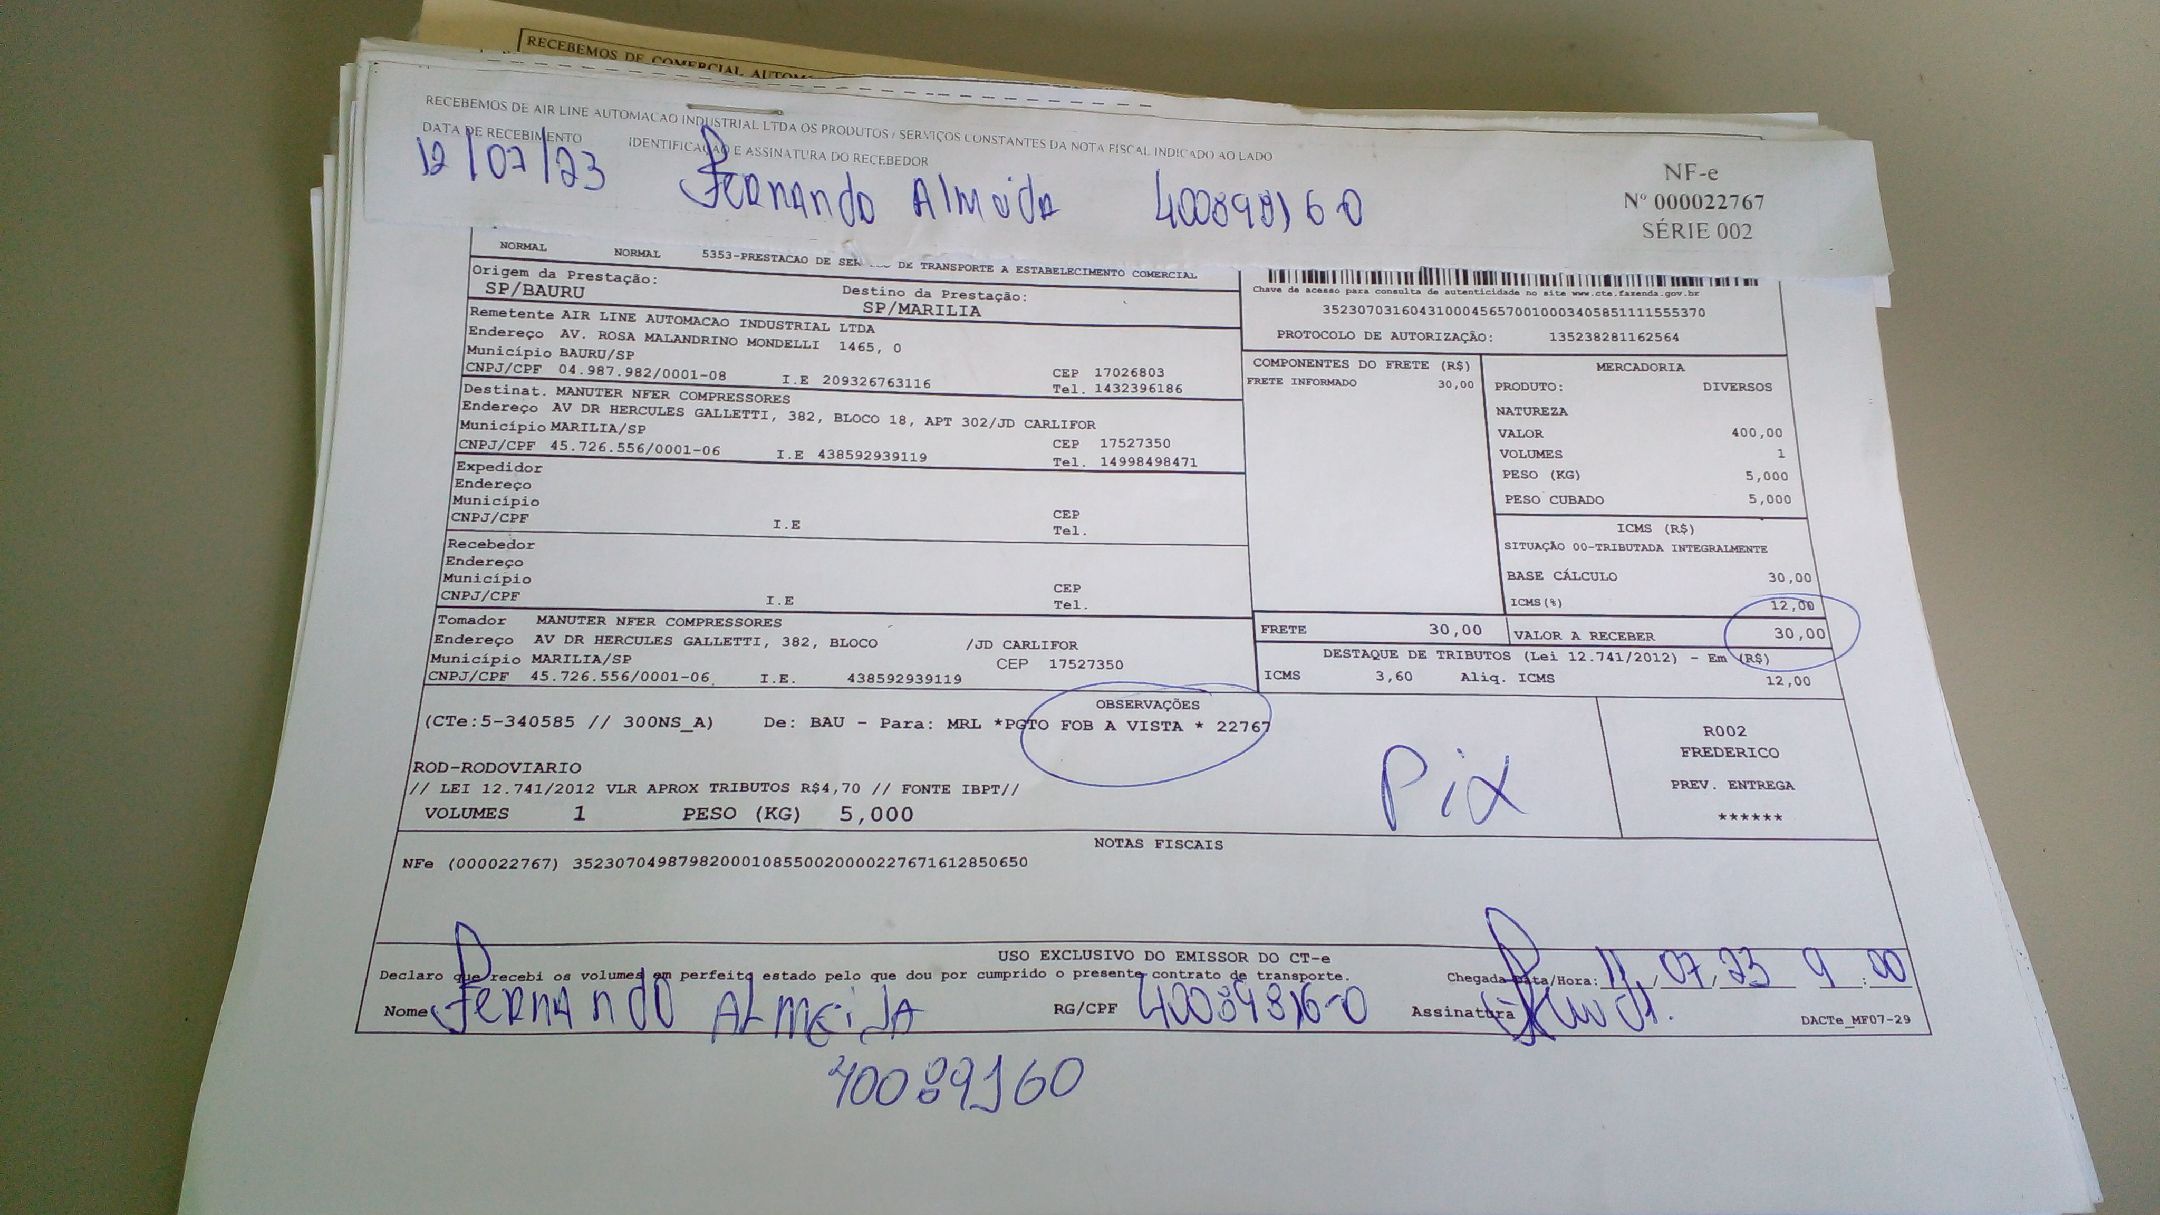 RECEBEMOS DE COMERCIAL AUTOM
RECEBEMOS DE AIR LINE AUTOMACAO INDUSTRIAL LTDA OS PRODUTOS / SERVIÇOS CONSTANTES DA NOTA FISCAL INDICADO AO LADO
DATA DE RECEBIMENTO IDENTIFICAÇÃO E ASSINATURA DO RECEBEDOR
12/07/23 Fernando Almeida
NF-e
Nº 000022767
SÉRIE 002
NORMAL NORMAL 5353-PRESTACAO DE DE TRANSPORTE A ESTABELECIMENTO COMERCIAL
Origem da Prestação: Destino da Prestação:
SP/BAURU SP/MARILIA
Remetente AIR LINE AUTOMACAO INDUSTRIAL LTDA
Endereço AV. ROSA MALANDRINO MONDELLI 1465, 0
Município BAURU/SP CEP 17026803
CNPJ/CPF 04.987.982/0001-08 I.E 209326763116 Tel. 1432396186
Destinat. MANUTER NFER COMPRESSORES
Endereço AV DR HERCULES GALLETTI, 382, BLOCO 18, APT 302/JD CARLIFOR
Município MARILIA/SP CEP 17527350
CNPJ/CPF 45.726.556/0001-06 I.E 438592939119 Tel. 14998498471
Expedidor
Endereço
Município CEP
CNPJ/CPF I.E Tel.
Recebedor
Endereço
Município CEP
CNPJ/CPF I.E Tel.
Tomador MANUTER NFER COMPRESSORES
Endereço AV DR HERCULES GALLETTI, 382, BLOCO /JD CARLIFOR
Município MARILIA/SP CEP 17527350
CNPJ/CPF 45.726.556/0001-06 I.E. 438592939119
Chave de acesso para consulta de autenticidade no site www.cte.fazenda.gov.br
35230703160431000456570010003405851111555370
PROTOCOLO DE AUTORIZAÇÃO: 135238281162564
COMPONENTES DO FRETE (R$)
FRETE INFORMADO 30,00
MERCADORIA
PRODUTO: DIVERSOS
NATUREZA
VALOR 400,00
VOLUMES 1
PESO (KG) 5,000
PESO CUBADO 5,000
ICMS (R$)
SITUAÇÃO 00-TRIBUTADA INTEGRALMENTE
BASE CÁLCULO 30,00
ICMS(%) 12,00
FRETE 30,00 VALOR A RECEBER 30,00
DESTAQUE DE TRIBUTOS (Lei 12.741/2012) - Em (R$)
ICMS 3,60 Aliq. ICMS 12,00
OBSERVAÇÕES
(CTe:5-340585 // 300NS_A) De: BAU - Para: MRL *PGTO FOB A VISTA * 22767
ROD-RODOVIARIO
// LEI 12.741/2012 VLR APROX TRIBUTOS R$4,70 // FONTE IBPT//
VOLUMES 1 PESO (KG) 5,000
Pix
R002
FREDERICO
PREV. ENTREGA
******
NOTAS FISCAIS
NFe (000022767) 35230704987982000108550020000227671612850650
USO EXCLUSIVO DO EMISSOR DO CT-e
Declaro que recebi os volumes em perfeito estado pelo que dou por cumprido o presente contrato de transporte. Chegada Data/Hora: 11,07,23 9:00
Nome Fernando Almeida RG/CPF Assinatura
DACTe_MF07-29